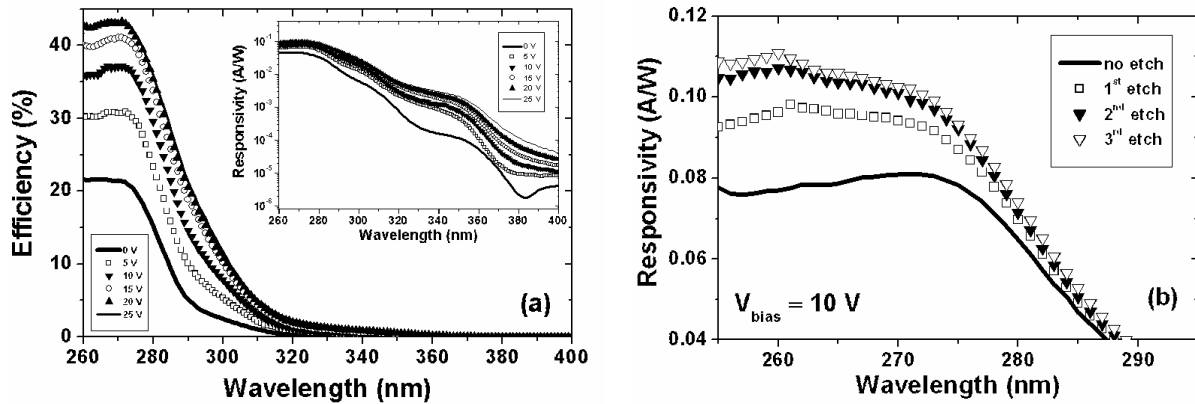 40
30
20
10
0
Efficiency (%)
260 280 300 320 340 360 380 400
Wavelength (nm)
0 V
5 V
10 V
15 V
20 V
25 V
(a)
10⁻¹
10⁻²
10⁻³
10⁻⁴
10⁻⁵
10⁻⁶
Responsivity (A/W)
260 280 300 320 340 360 380 400
Wavelength (nm)
0 V
5 V
10 V
15 V
20 V
25 V
0.12
0.10
0.08
0.06
0.04
Responsivity (A/W)
260 270 280 290
Wavelength (nm)
no etch
1st etch
2nd etch
3rd etch
Vbias = 10 V
(b)